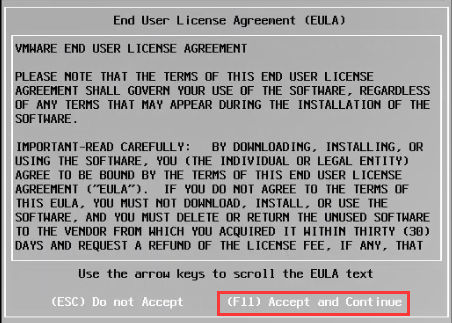 End User License Agreement (EULA)
VMWARE END USER LICENSE AGREEMENT
PLEASE NOTE THAT THE TERMS OF THIS END USER LICENSE
AGREEMENT SHALL GOVERN YOUR USE OF THE SOFTWARE, REGARDLESS
OF ANY TERMS THAT MAY APPEAR DURING THE INSTALLATION OF THE
SOFTWARE.
IMPORTANT-READ CAREFULLY:   BY DOWNLOADING, INSTALLING, OR
USING THE SOFTWARE, YOU (THE INDIVIDUAL OR LEGAL ENTITY)
AGREE TO BE BOUND BY THE TERMS OF THIS END USER LICENSE
AGREEMENT ("EULA").  IF YOU DO NOT AGREE TO THE TERMS OF
THIS EULA, YOU MUST NOT DOWNLOAD, INSTALL, OR USE THE
SOFTWARE, AND YOU MUST DELETE OR RETURN THE UNUSED SOFTWARE
TO THE VENDOR FROM WHICH YOU ACQUIRED IT WITHIN THIRTY (30)
DAYS AND REQUEST A REFUND OF THE LICENSE FEE, IF ANY, THAT
Use the arrow keys to scroll the EULA text
(ESC) Do not Accept    (F11) Accept and Continue